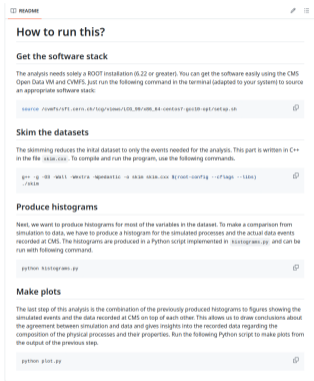 README
How to run this?
Get the software stack
The analysis needs solely a ROOT installation (6.22 or greater). You can get the software easily using the CMS
Open Data VM and CVMFS. Just run the following command in the terminal (adapted to your system) to source
an appropriate software stack:
source /cvmfs/sft.cern.ch/lcg/views/LCG_98/x86_64-centos7-gcc10-opt/setup.sh
Skim the datasets
The skimming reduces the inital dataset to only the events needed for the analysis. This part is written in C++
in the file skim.cxx. To compile and run the program, use the following commands.
g++ -g -O3 -Wall -Wextra -Wpedantic -o skim skim.cxx $(root-config --cflags --libs)
./skim
Produce histograms
Next, we want to produce histograms for most of the variables in the dataset. To make a comparison from
simulation to data, we have to produce a histogram for the simulated processes and the actual data events
recorded at CMS. The histograms are produced in a Python script implemented in histograms.py and can be
run with following command.
python histograms.py
Make plots
The last step of this analysis is the combination of the previously produced histograms to figures showing the
simulated events and the data recorded at CMS on top of each other. This allows us to draw conclusions about
the agreement between simulation and data and gives insights into the recorded data regarding the
composition of the physical processes and their properties. Run the following Python script to make plots from
the output of the previous step.
python plot.py